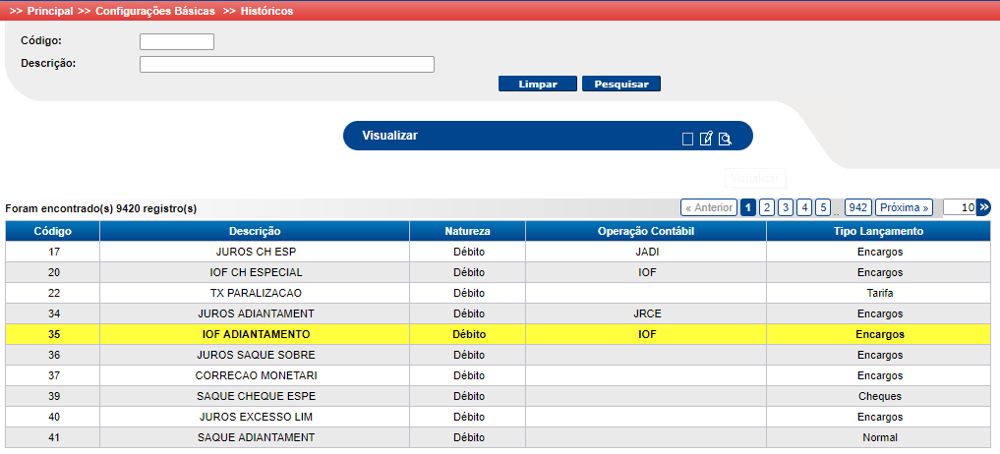 >> Principal >> Configurações Básicas >> Históricos
Código:
Descrição:
Limpar Pesquisar
Visualizar
Visualizar
Foram encontrado(s) 9420 registro(s) « Anterior 1 2 3 4 5 .. 942 Próxima » 10 »
Código Descrição Natureza Operação Contábil Tipo Lançamento
17 JUROS CH ESP Débito JADI Encargos
20 IOF CH ESPECIAL Débito IOF Encargos
22 TX PARALIZACAO Débito Tarifa
34 JUROS ADIANTAMENT Débito JRCE Encargos
35 IOF ADIANTAMENTO Débito IOF Encargos
36 JUROS SAQUE SOBRE Débito Encargos
37 CORRECAO MONETARI Débito Encargos
39 SAQUE CHEQUE ESPE Débito Cheques
40 JUROS EXCESSO LIM Débito Encargos
41 SAQUE ADIANTAMENT Débito Normal